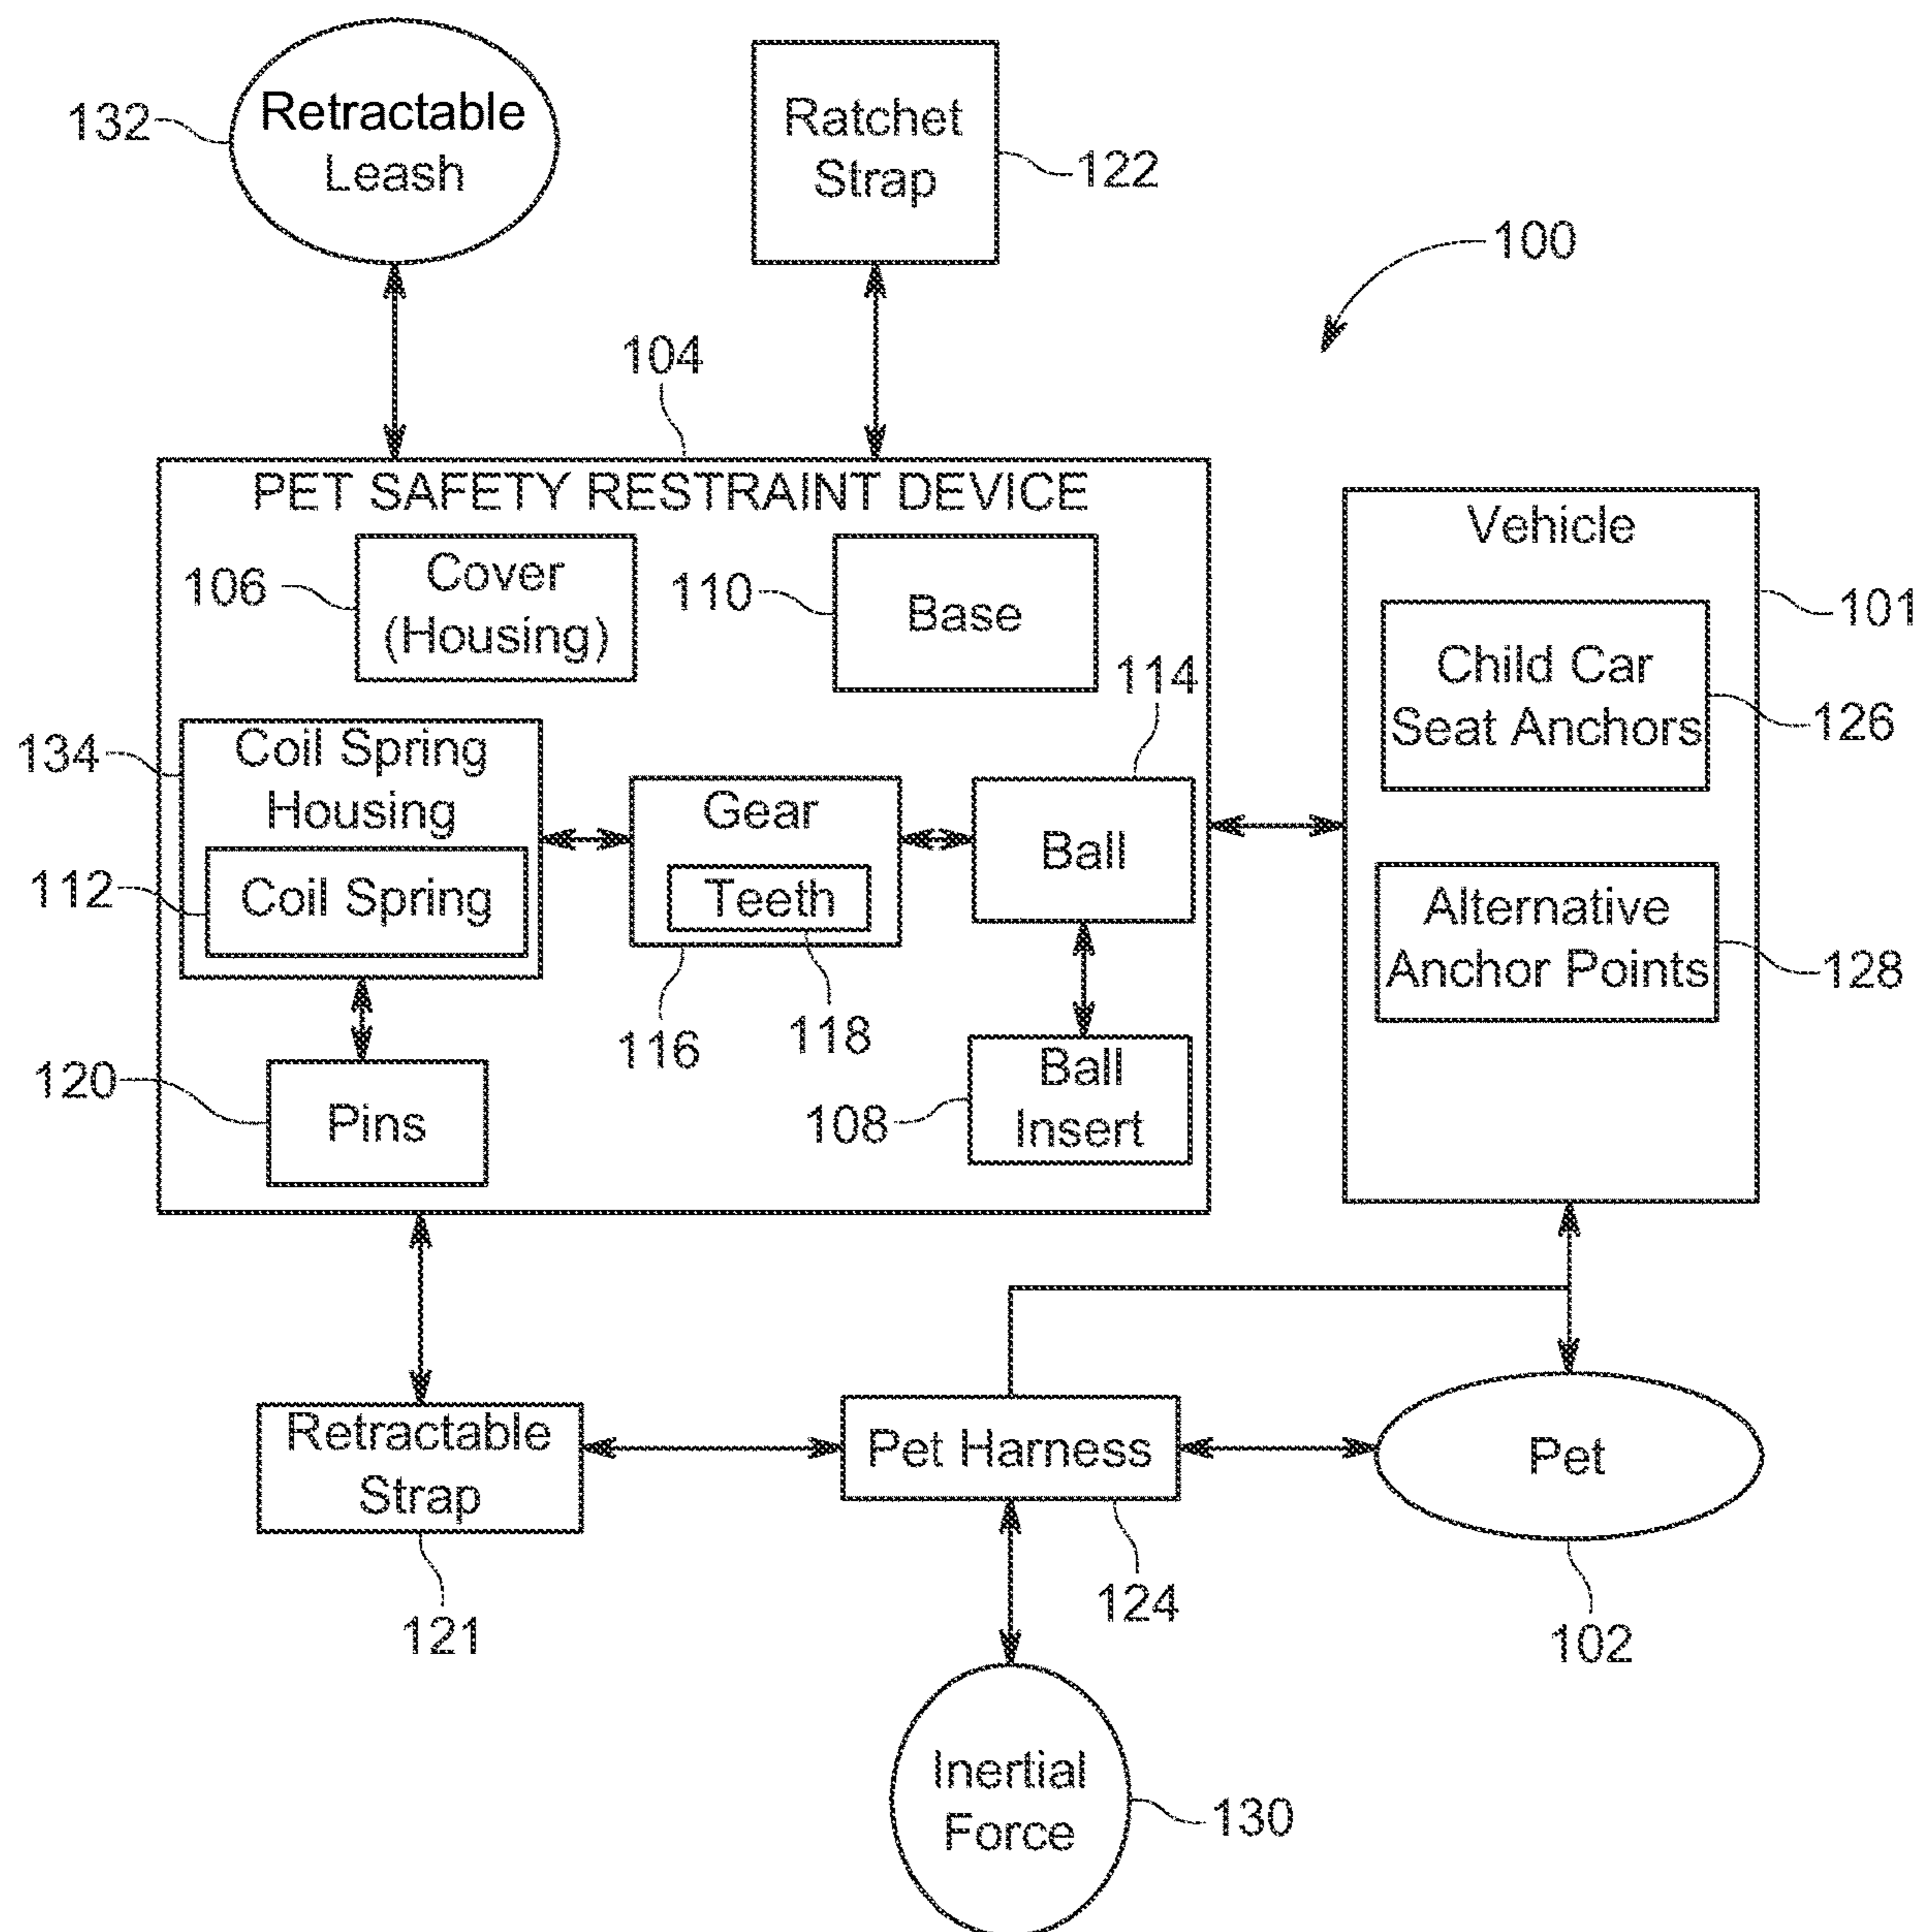 132
Retractable
Leash
Ratchet
Strap
122
100
104
PET SAFETY RESTRAINT DEVICE
106
Cover
(Housing)
110
Base
114
134
Coil Spring
Housing
112
Coil Spring
Gear
Teeth
116
118
Ball
Ball
Insert
108
120
Pins
Vehicle
101
Child Car
Seat Anchors
126
Alternative
Anchor Points
128
Retractable
Strap
121
Pet Harness
124
Pet
102
Inertial
Force
130